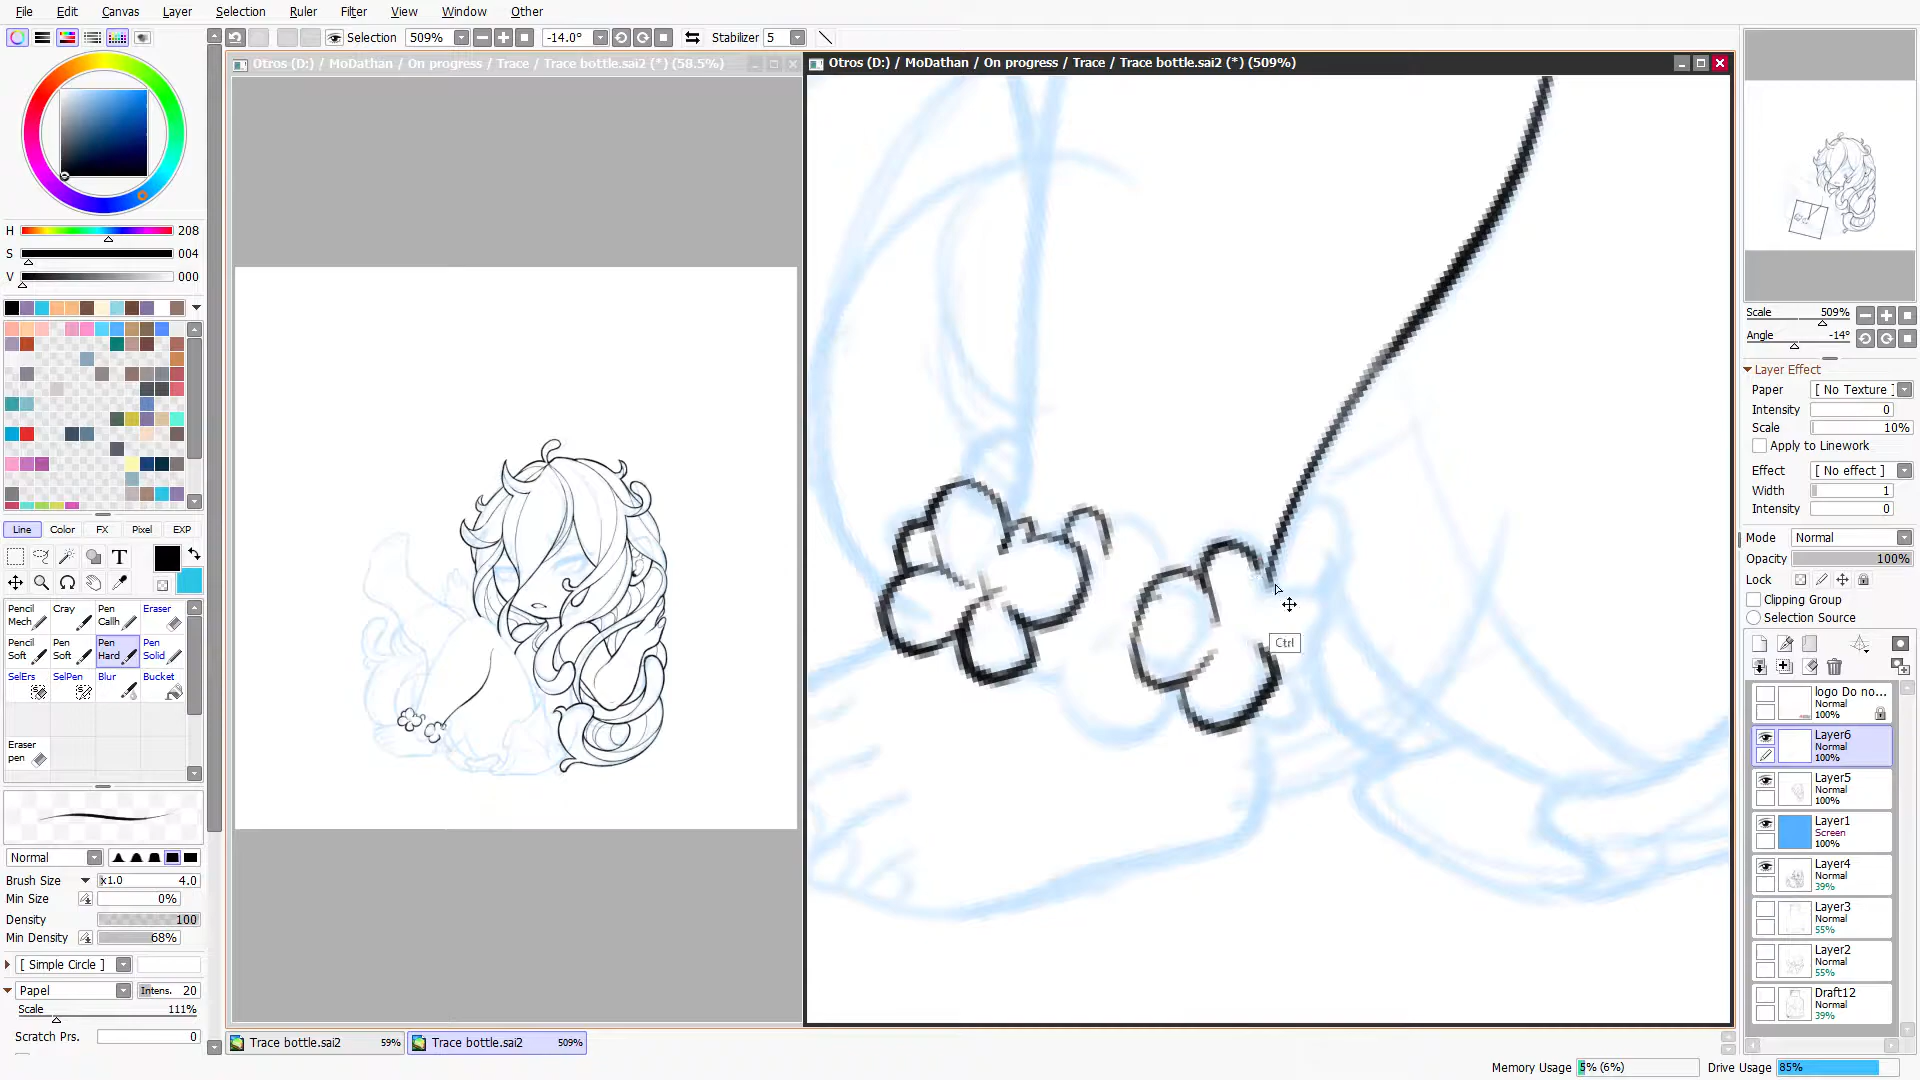 File Edit Canvas Layer Selection Ruler Filter View Window Other
Selection 509% -14.0° Stabilizer 5
Otros (D:) / MoDathan / On progress / Trace / Trace bottle.sai2 (*) (58.5%)
Otros (D:) / MoDathan / On progress / Trace / Trace bottle.sai2 (*) (509%)
H 208
S 004
V 000
Line Color FX Pixel EXP
T
Pencil Mech
Cray
Pen Callh
Eraser
Pencil Soft
Pen Soft
Pen Hard
Pen Solid
SelErs
SelPen
Blur
Bucket
Eraser pen
Normal
Brush Size x1.0 4.0
Min Size 0%
Density 100
Min Density 68%
[ Simple Circle ]
Papel Intens. 20
Scale 111%
Scratch Prs. 0
Ctrl
Trace bottle.sai2 59%
Trace bottle.sai2 509%
Scale 509%
Angle -14°
Layer Effect
Paper [ No Texture ]
Intensity 0
Scale 10%
Apply to Linework
Effect [ No effect ]
Width 1
Intensity 0
Mode Normal
Opacity 100%
Lock
Clipping Group
Selection Source
logo Do no...
Normal
100%
Layer6
Normal
100%
Layer5
Normal
100%
Layer1
Screen
100%
Layer4
Normal
39%
Layer3
Normal
55%
Layer2
Normal
55%
Draft12
Normal
39%
Memory Usage 5% (6%) Drive Usage 85%